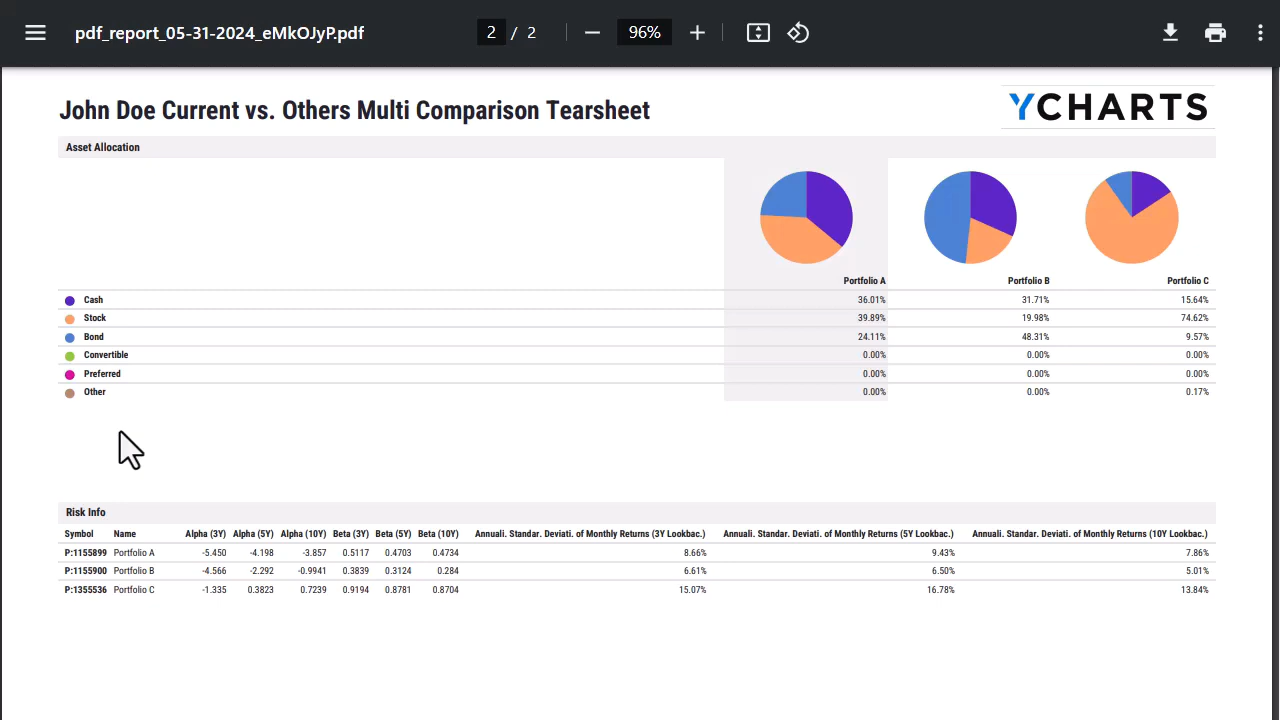 pdf_report_05-31-2024_eMkOJyP.pdf 2 / 2 96%
John Doe Current vs. Others Multi Comparison Tearsheet YCHARTS
Asset Allocation
Portfolio A Portfolio B Portfolio C
Cash 36.01% 31.71% 15.64%
Stock 39.89% 19.98% 74.62%
Bond 24.11% 48.31% 9.57%
Convertible 0.00% 0.00% 0.00%
Preferred 0.00% 0.00% 0.00%
Other 0.00% 0.00% 0.17%
Risk Info
Symbol Name Alpha (3Y) Alpha (5Y) Alpha (10Y) Beta (3Y) Beta (5Y) Beta (10Y) Annuali. Standar. Deviati. of Monthly Returns (3Y Lookbac.) Annuali. Standar. Deviati. of Monthly Returns (5Y Lookbac.) Annuali. Standar. Deviati. of Monthly Returns (10Y Lookbac.)
P:1155899 Portfolio A -5.450 -4.198 -3.857 0.5117 0.4703 0.4734 8.66% 9.43% 7.86%
P:1155900 Portfolio B -4.566 -2.292 -0.9941 0.3839 0.3124 0.284 6.61% 6.50% 5.01%
P:1355536 Portfolio C -1.335 0.3823 0.7239 0.9194 0.8781 0.8704 15.07% 16.78% 13.84%